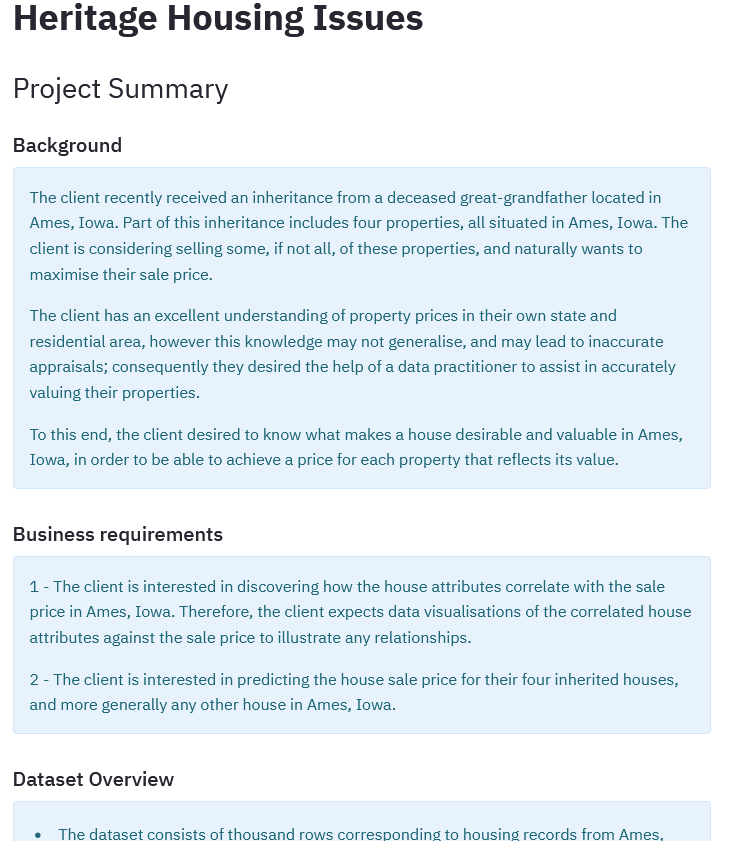 Heritage Housing Issues
Project Summary
Background
The client recently received an inheritance from a deceased great-grandfather located in
Ames, Iowa. Part of this inheritance includes four properties, all situated in Ames, Iowa. The
client is considering selling some, if not all, of these properties, and naturally wants to
maximise their sale price.
The client has an excellent understanding of property prices in their own state and
residential area, however this knowledge may not generalise, and may lead to inaccurate
appraisals; consequently they desired the help of a data practitioner to assist in accurately
valuing their properties.
To this end, the client desired to know what makes a house desirable and valuable in Ames,
Iowa, in order to be able to achieve a price for each property that reflects its value.
Business requirements
1 - The client is interested in discovering how the house attributes correlate with the sale
price in Ames, Iowa. Therefore, the client expects data visualisations of the correlated house
attributes against the sale price to illustrate any relationships.
2 - The client is interested in predicting the house sale price for their four inherited houses,
and more generally any other house in Ames, Iowa.
Dataset Overview
• The dataset consists of thousand rows corresponding to housing records from Ames,